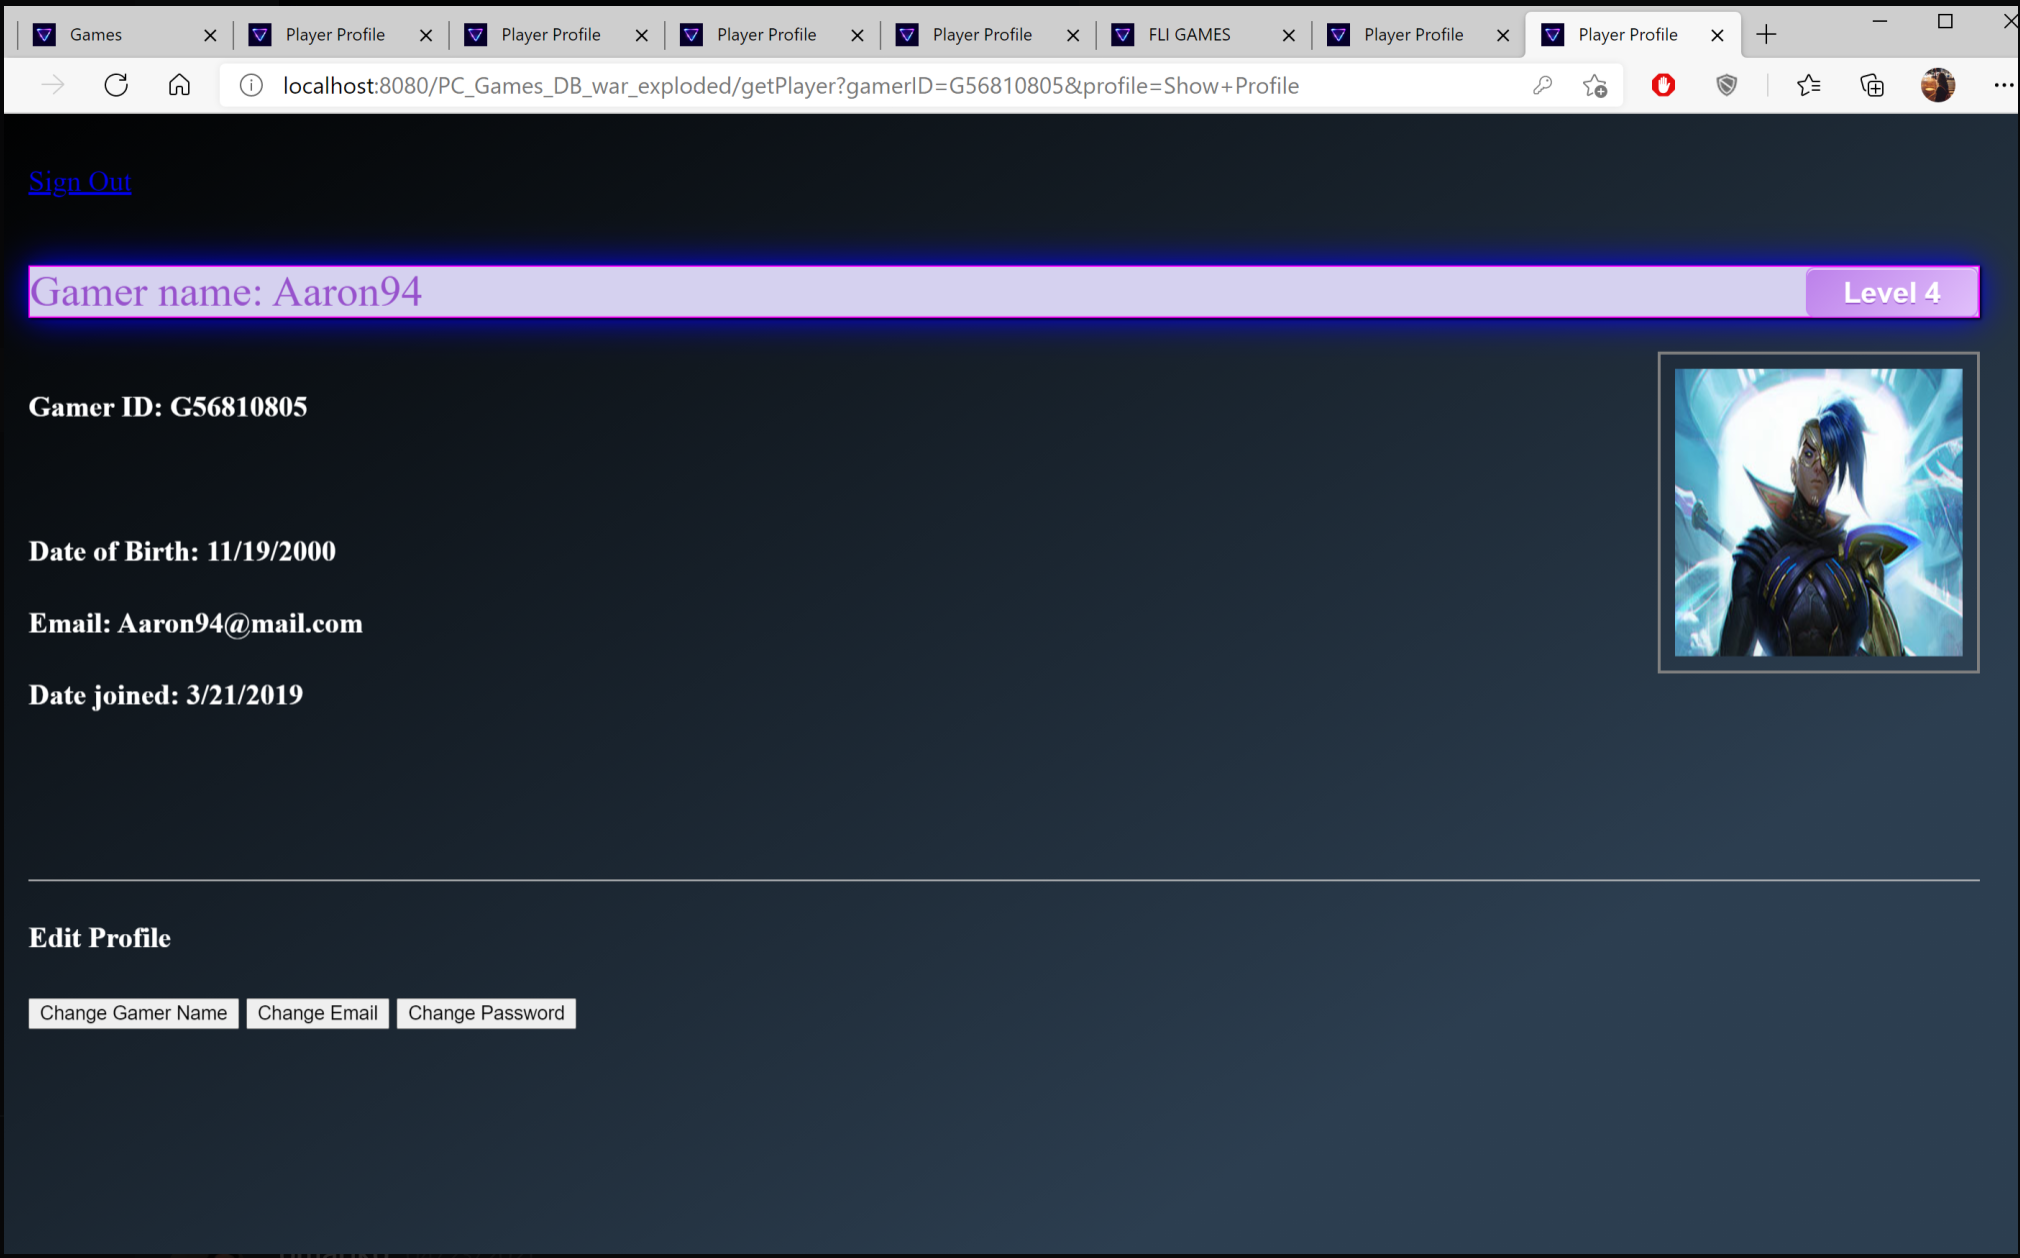 Games Player Profile Player Profile Player Profile Player Profile FLI GAMES Player Profile Player Profile
localhost:8080/PC_Games_DB_war_exploded/getPlayer?gamerID=G56810805&profile=Show+Profile
Sign Out
Gamer name: Aaron94 Level 4
Gamer ID: G56810805
Date of Birth: 11/19/2000
Email: Aaron94@mail.com
Date joined: 3/21/2019
Edit Profile
Change Gamer Name Change Email Change Password